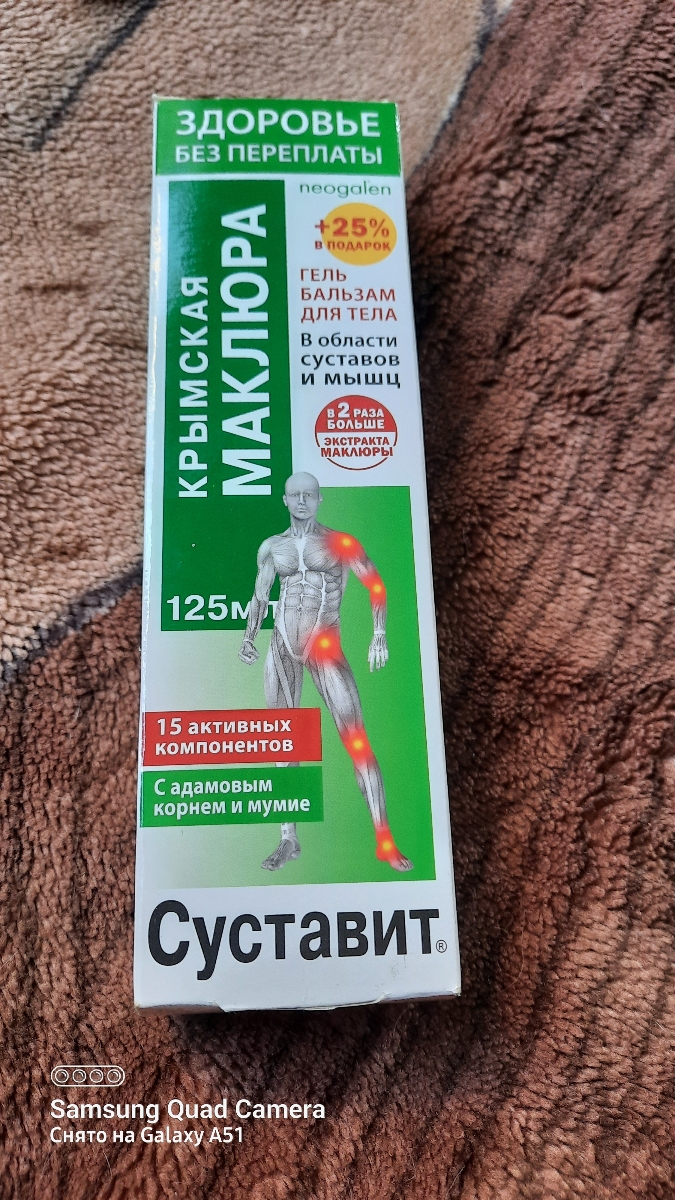 ЗДОРОВЬЕ
БЕЗ ПЕРЕПЛАТЫ
neogalen
+25%
В ПОДАРОК
КРЫМСКАЯ
МАКЛЮРА
ГЕЛЬ
БАЛЬЗАМ
ДЛЯ ТЕЛА
В области
суставов
и мышц
В 2 РАЗА
БОЛЬШЕ
ЭКСТРАКТА
МАКЛЮРЫ
125мл
15 активных
компонентов
С адамовым
корнем и мумие
Суставит®
Samsung Quad Camera
Снято на Galaxy A51